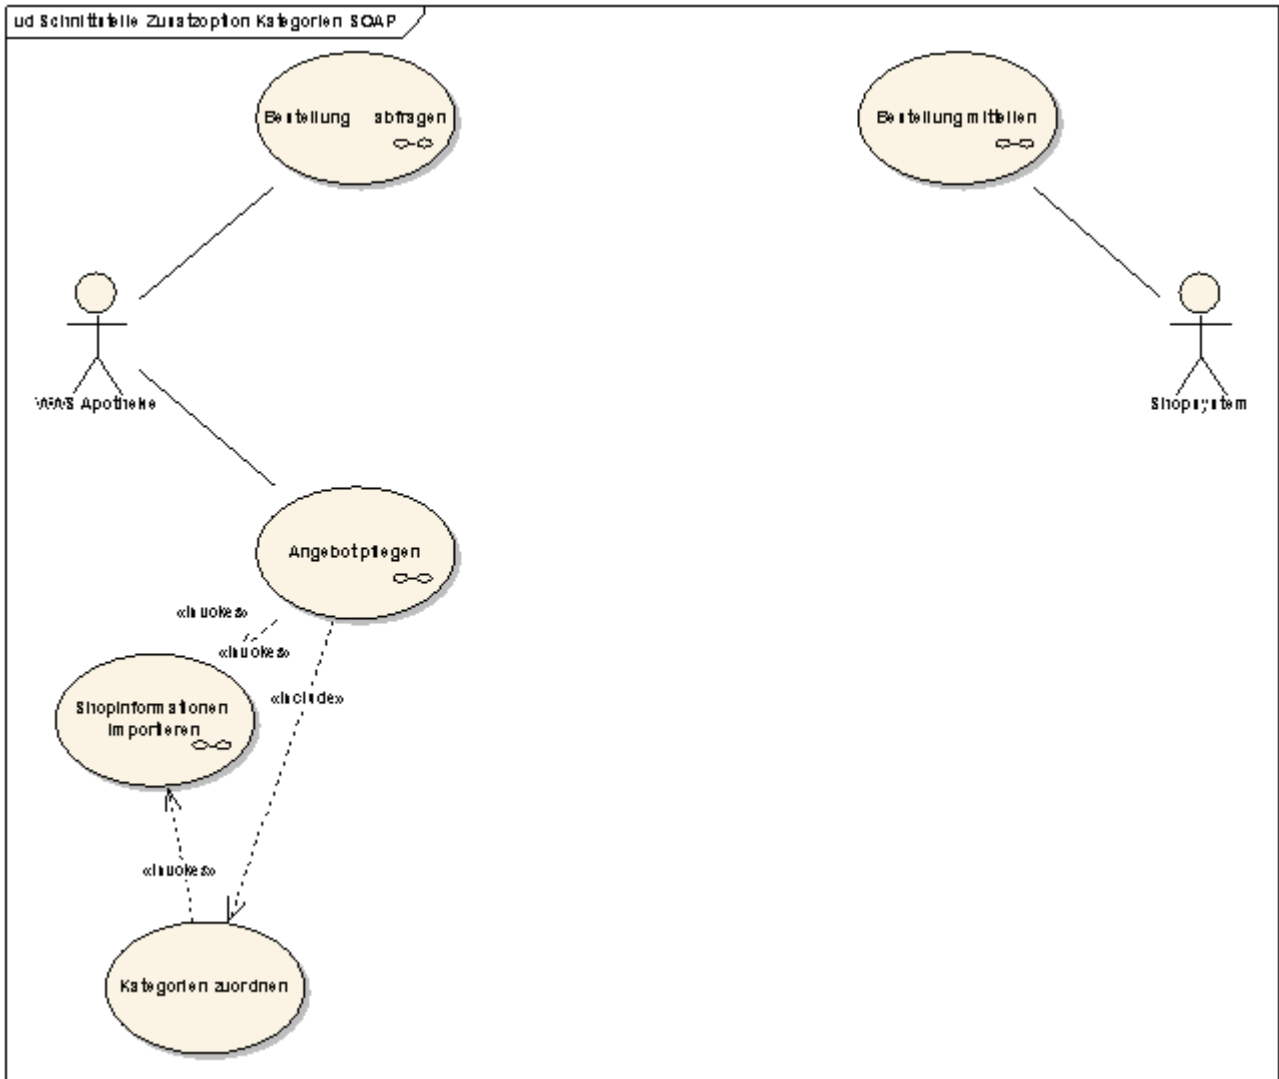 ud Schnittstelle Zusatzoption Kategorien SOAP
Bestellung abfragen
Bestellung mitteilen
WWS Apotheke
Shopsystem
Angebot pflegen
«invokes»
«invokes»
Shopinformationen
importieren
«include»
«invokes»
Kategorien zuordnen